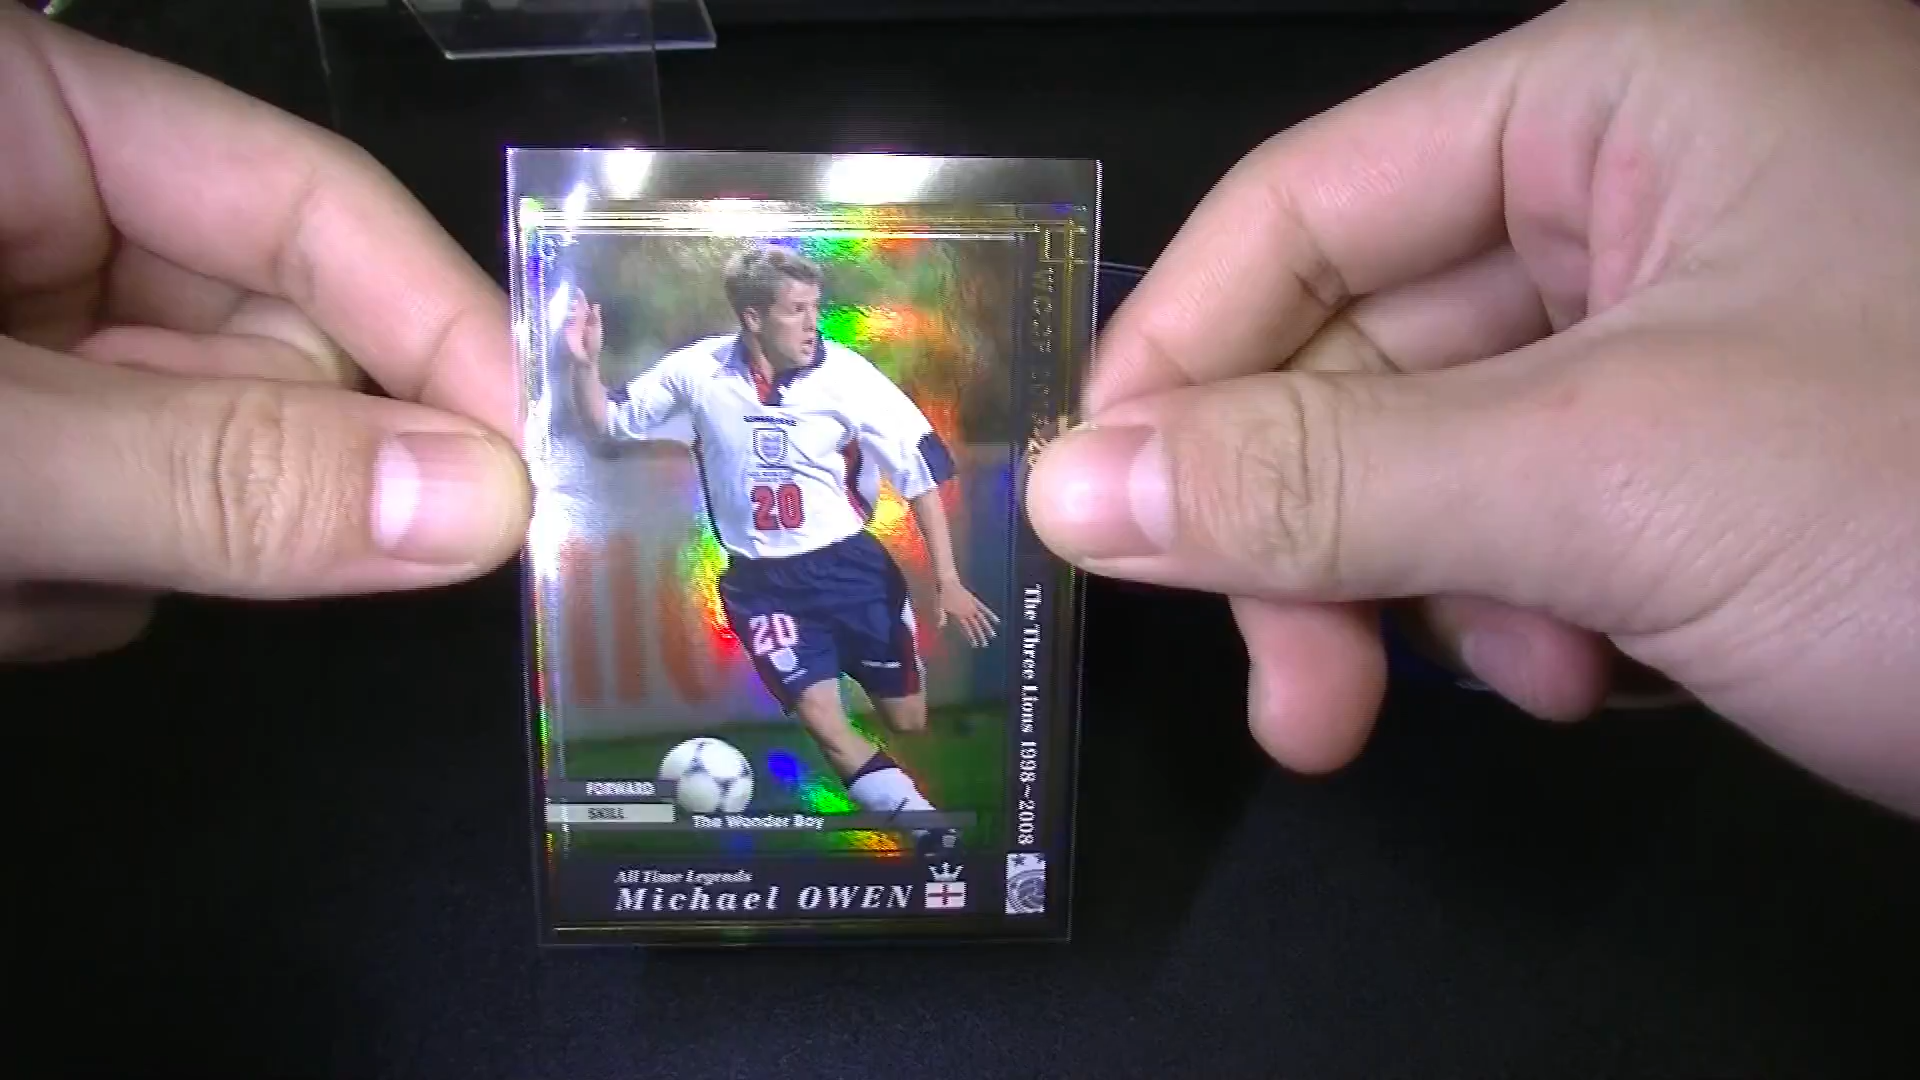 20
20
FORWARD
SKILL
The Wonder Boy
All Time Legends
Michael OWEN
The Three Lions 1998~2008